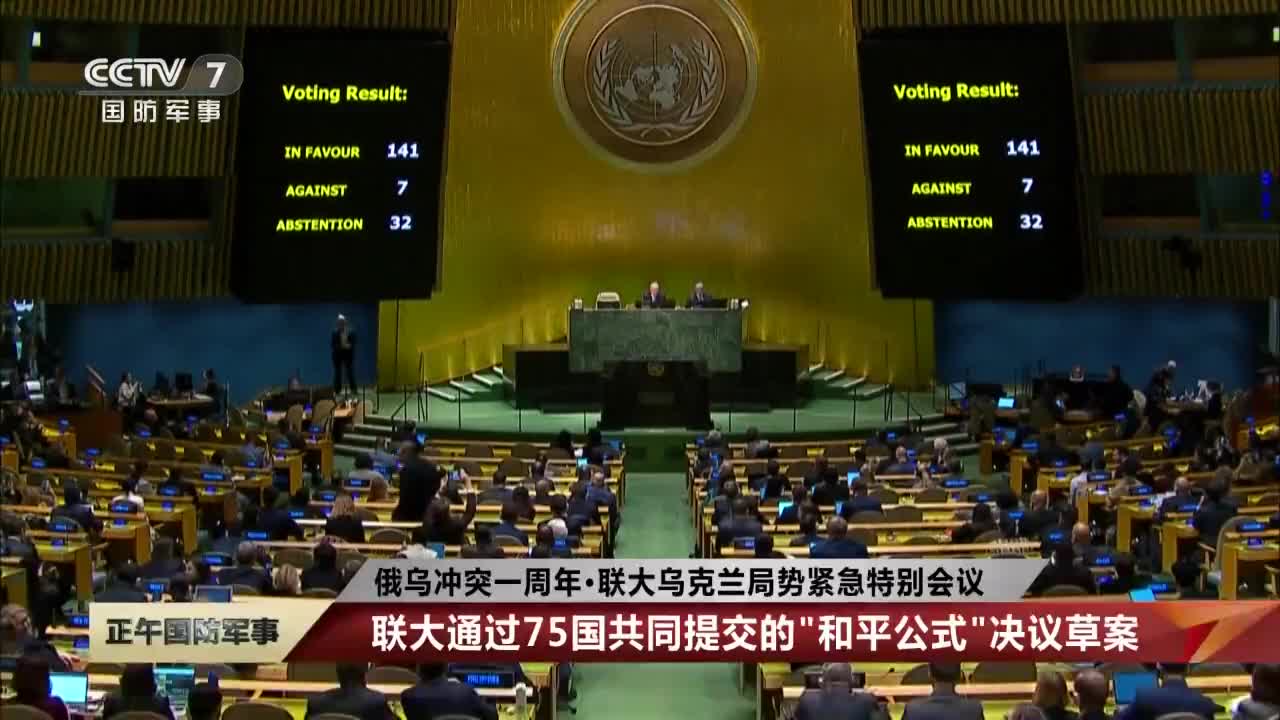 CCTV 7
国防军事
Voting Result:
IN FAVOUR 141
AGAINST 7
ABSTENTION 32
Voting Result:
IN FAVOUR 141
AGAINST 7
ABSTENTION 32
俄乌冲突一周年·联大乌克兰局势紧急特别会议
正午国防军事
联大通过75国共同提交的"和平公式"决议草案